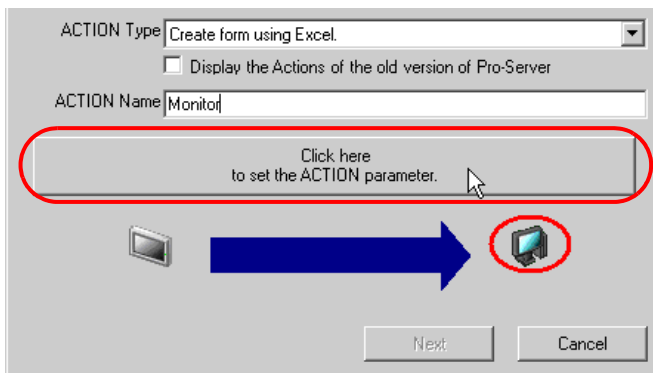 ACTION Type Create form using Excel.
Display the Actions of the old version of Pro-Server
ACTION Name Monitor
Click here
to set the ACTION parameter.
Next Cancel